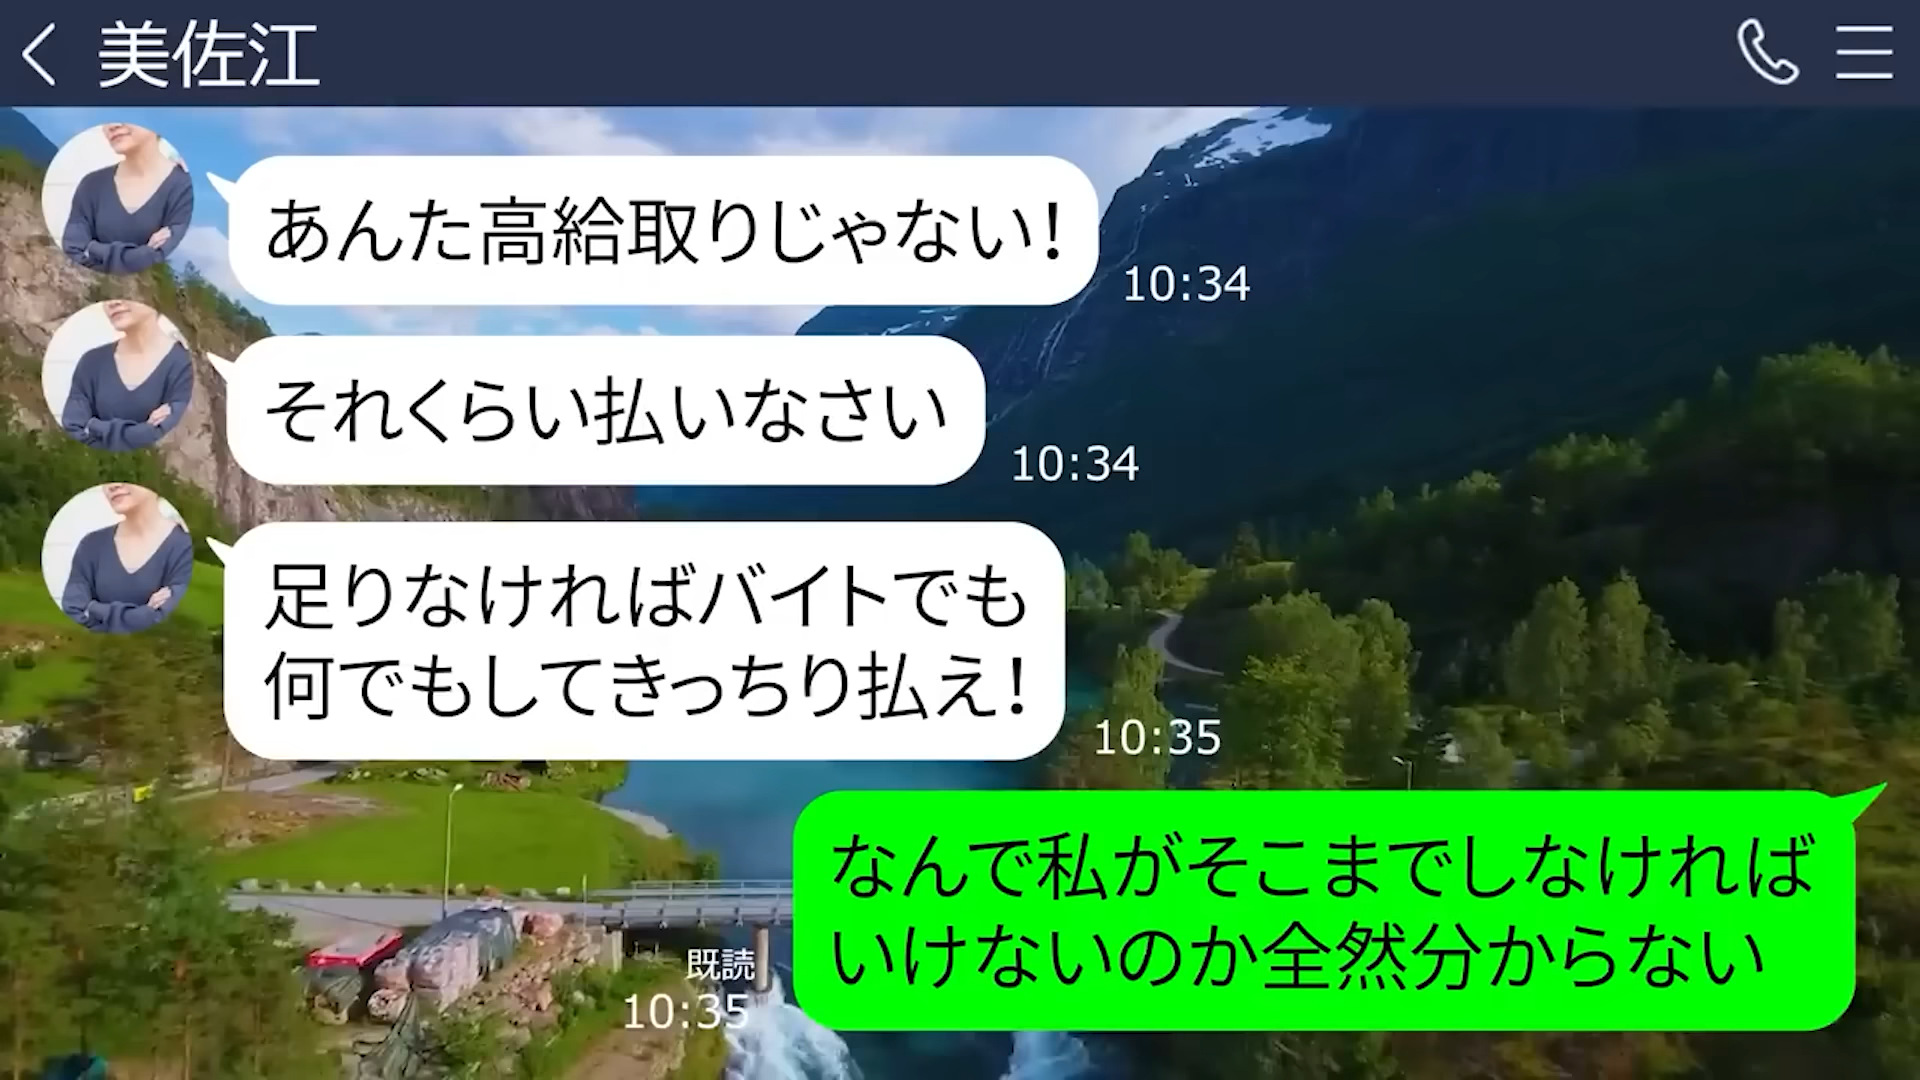 美佐江
あんた高給取りじゃない!
10:34
それくらい払いなさい
10:34
足りなければバイトでも
何でもしてきっちり払え!
10:35
なんで私がそこまでしなければ
いけないのか全然分からない
既読
10:35